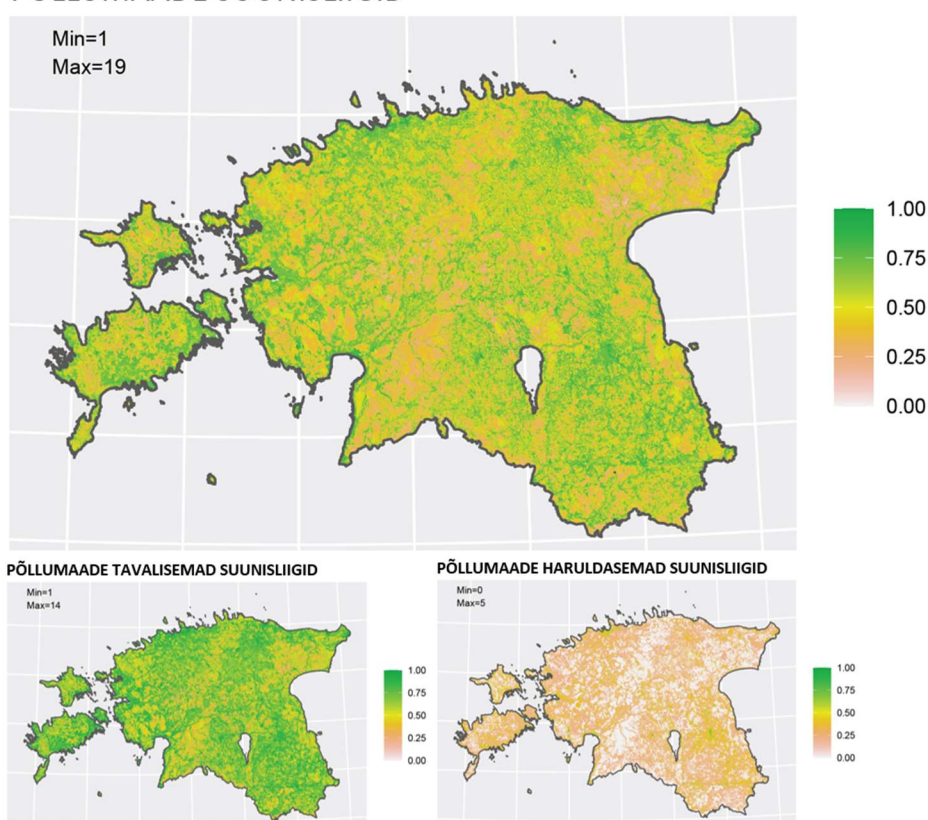 Min=1
Max=19
1.00
0.75
0.50
0.25
0.00
PÕLLUMAADE TAVALISEMAD SUUNISLIIGID
Min=1
Max=14
1.00
0.75
0.50
0.25
0.00
PÕLLUMAADE HARULDASEMAD SUUNISLIIGID
Min=0
Max=5
1.00
0.75
0.50
0.25
0.00